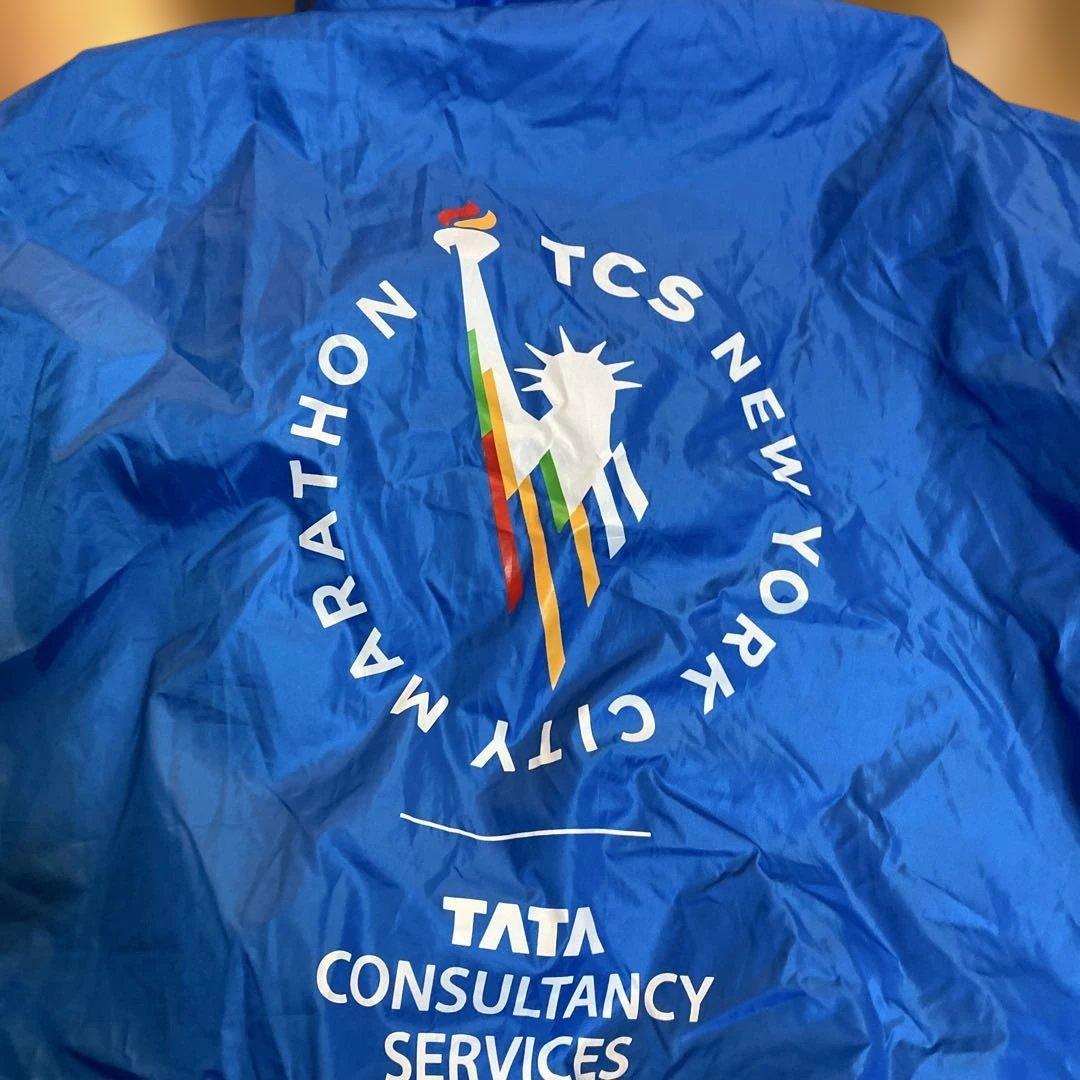 TCS NEW YORK CITY MARATHON
TATA
CONSULTANCY
SERVICES